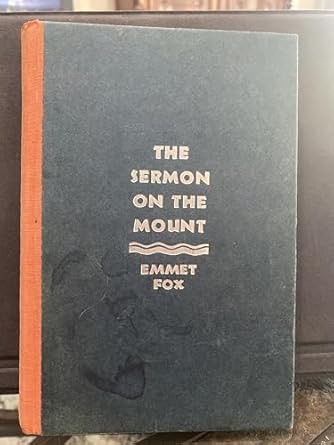 THE
SERMON
ON THE
MOUNT
EMMET
FOX